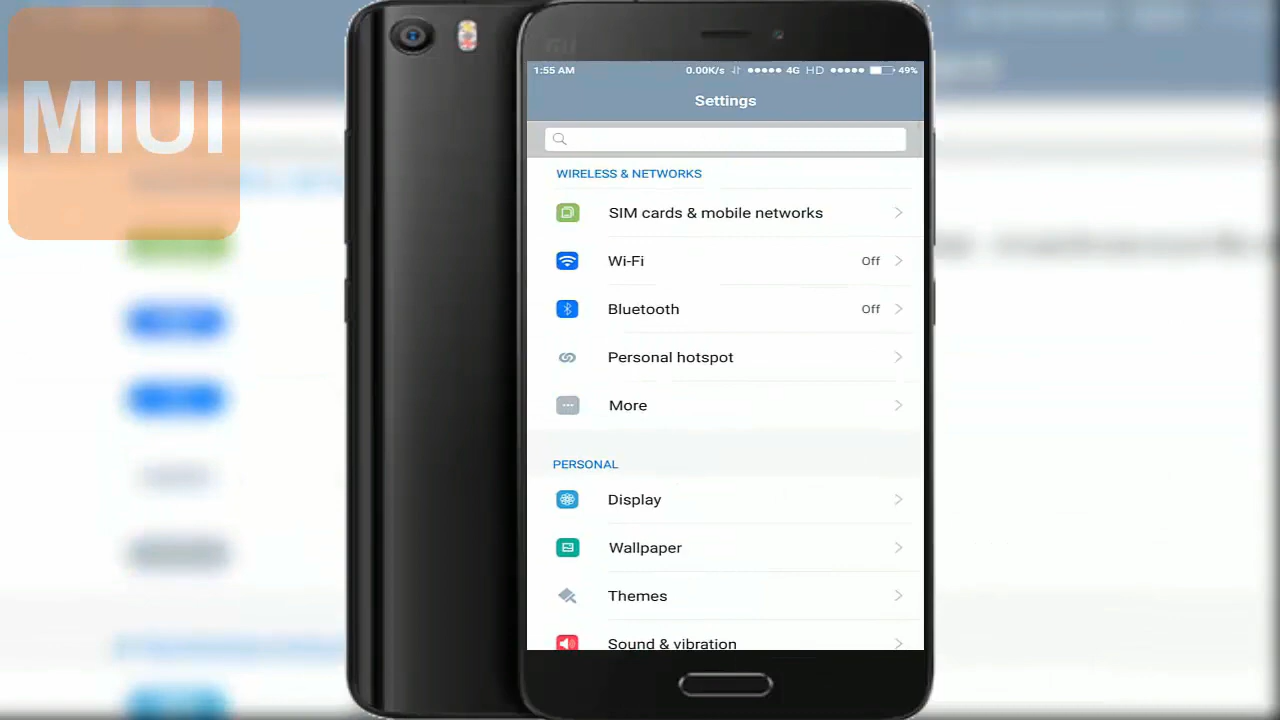 MIUI
1:55 AM 0.00K/s 4G HD 49%
Settings
WIRELESS & NETWORKS
SIM cards & mobile networks
Wi-Fi Off
Bluetooth Off
Personal hotspot
More
PERSONAL
Display
Wallpaper
Themes
Sound & vibration